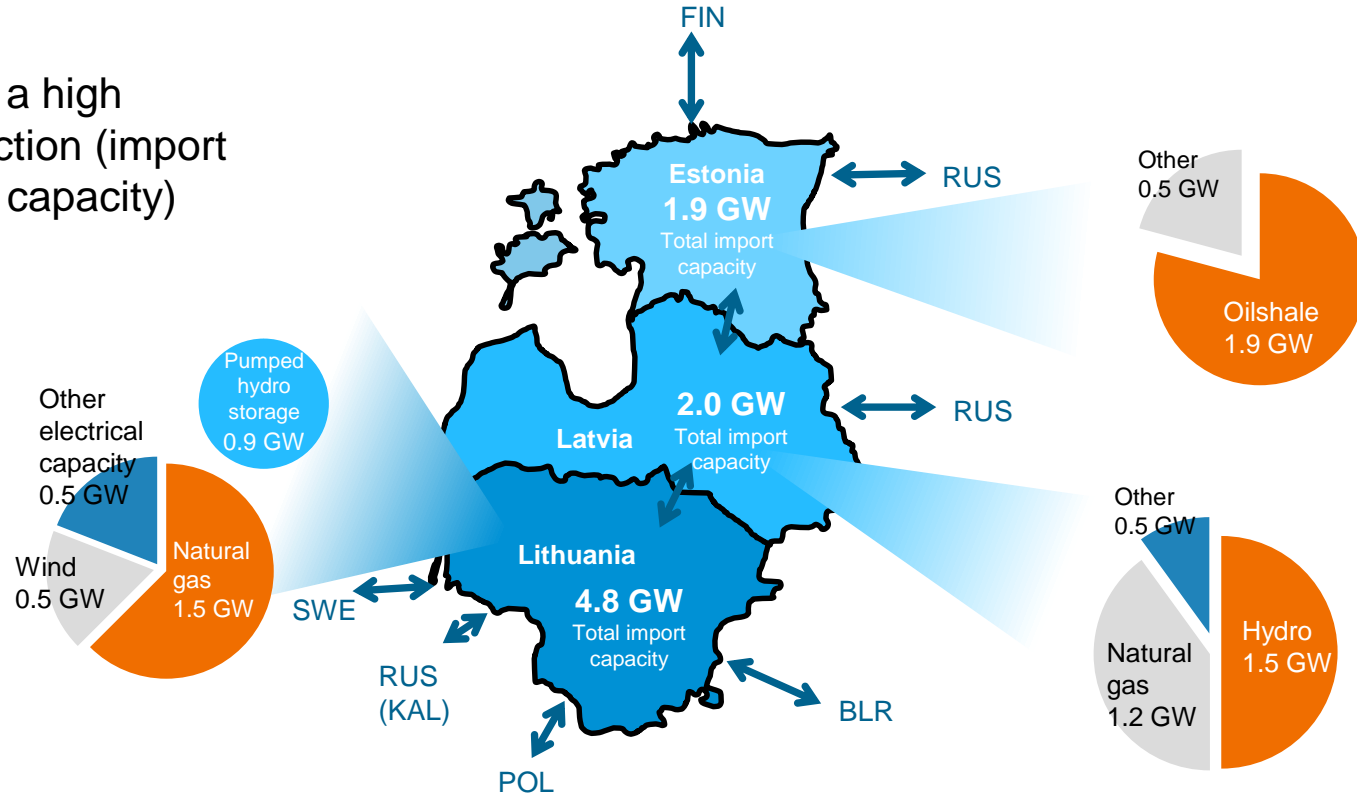 a high
ction (import
capacity)
FIN
Estonia
1.9 GW
Total import
capacity
RUS
Other
0.5 GW
Oilshale
1.9 GW
Pumped
hydro
storage
0.9 GW
Other
electrical
capacity
0.5 GW
Wind
0.5 GW
Natural
gas
1.5 GW
Latvia
2.0 GW
Total import
capacity
RUS
Other
0.5 GW
Hydro
1.5 GW
Natural
gas
1.2 GW
Lithuania
4.8 GW
Total import
capacity
SWE
RUS
(KAL)
POL
BLR